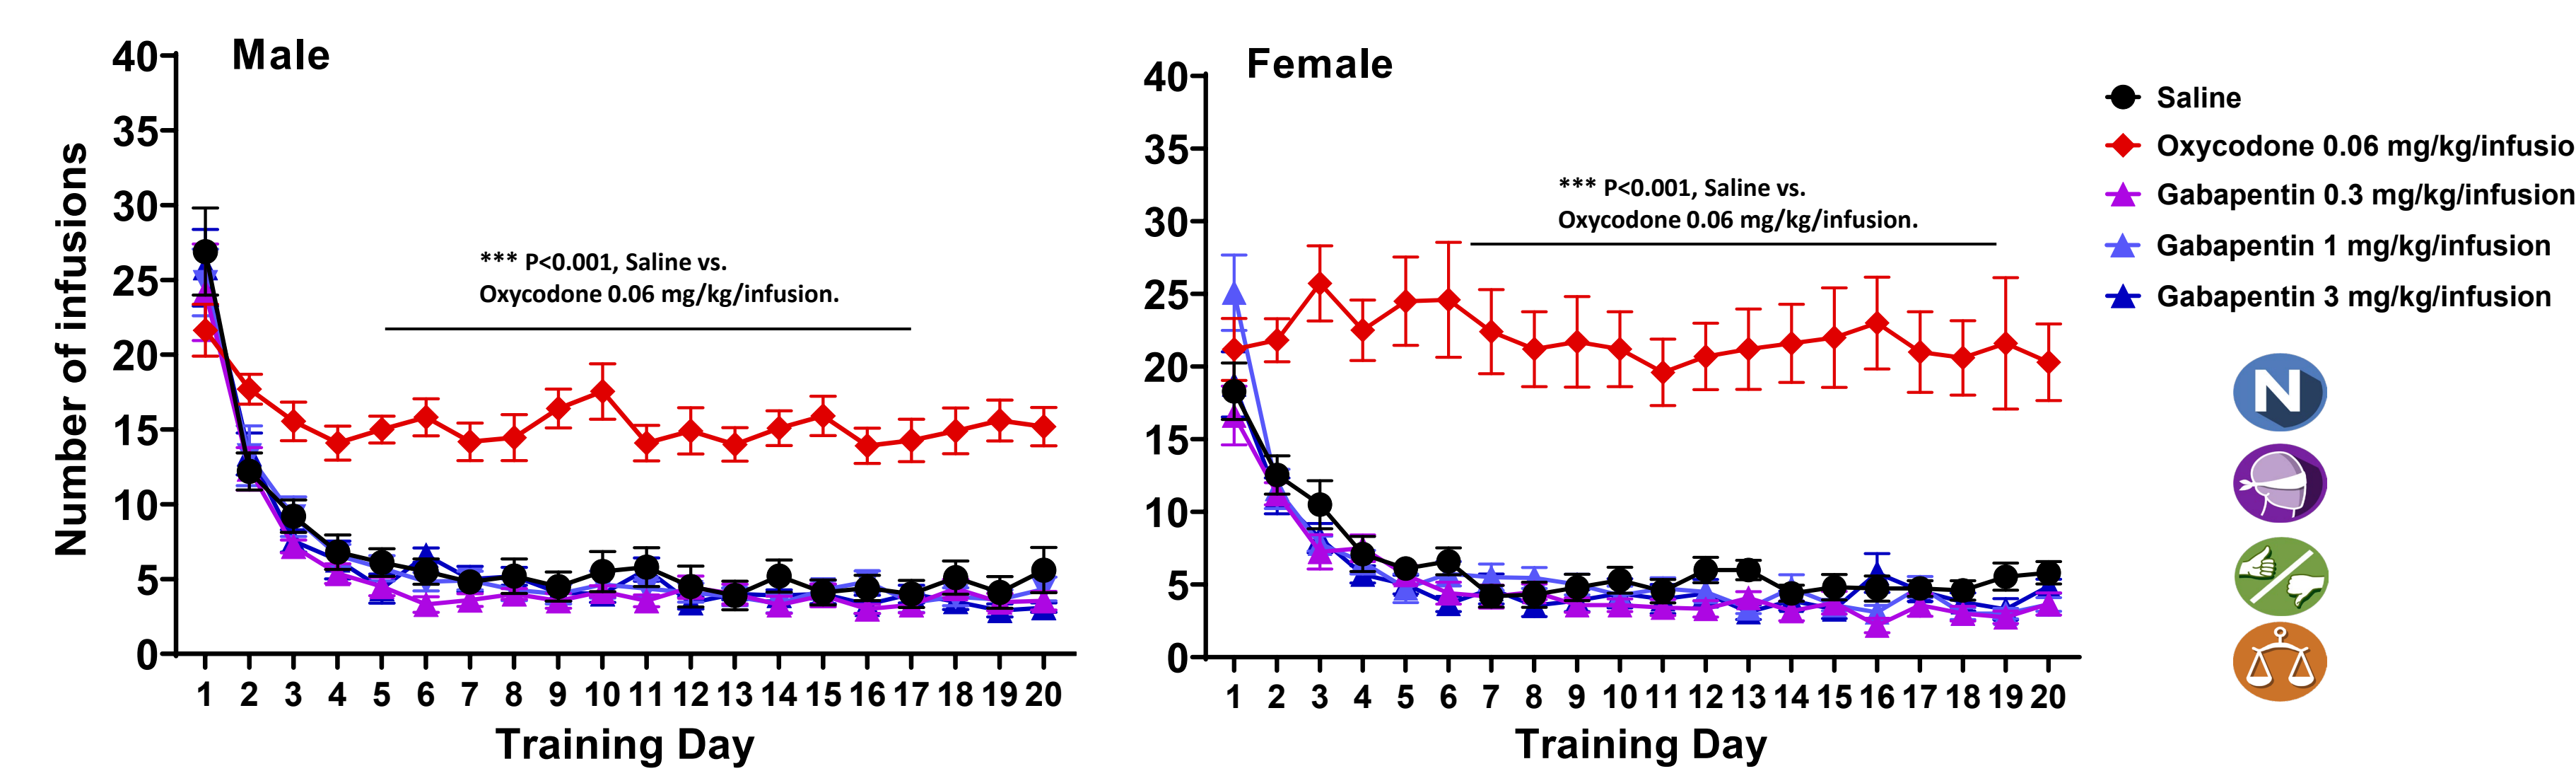 Male
40
35
30
25
20
15
10
5
0
Number of infusions
*** P<0.001, Saline vs.
Oxycodone 0.06 mg/kg/infusion.
1 2 3 4 5 6 7 8 9 10 11 12 13 14 15 16 17 18 19 20
Training Day
Female
40
35
30
25
20
15
10
5
0
*** P<0.001, Saline vs.
Oxycodone 0.06 mg/kg/infusion.
1 2 3 4 5 6 7 8 9 10 11 12 13 14 15 16 17 18 19 20
Training Day
Saline
Oxycodone 0.06 mg/kg/infusio
Gabapentin 0.3 mg/kg/infusion
Gabapentin 1 mg/kg/infusion
Gabapentin 3 mg/kg/infusion
N